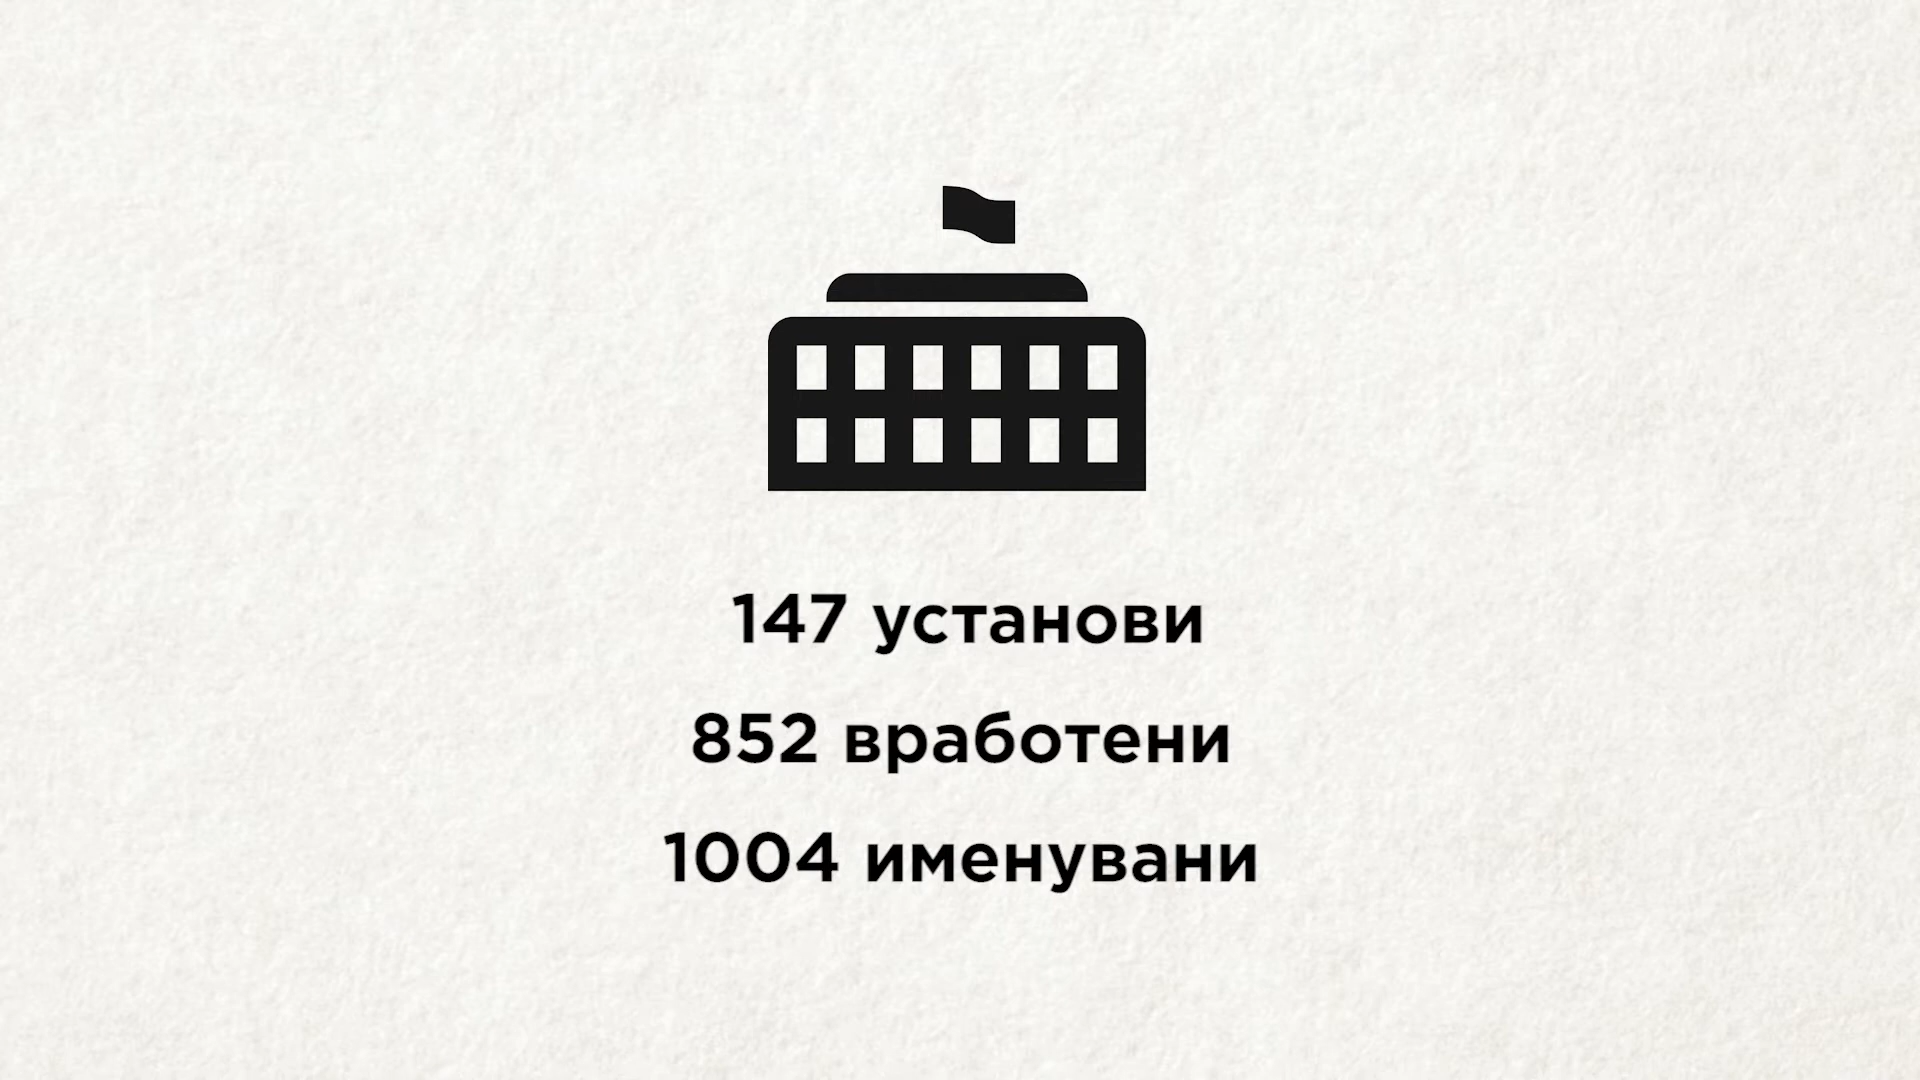 147 установи
852 вработени
1004 именувани